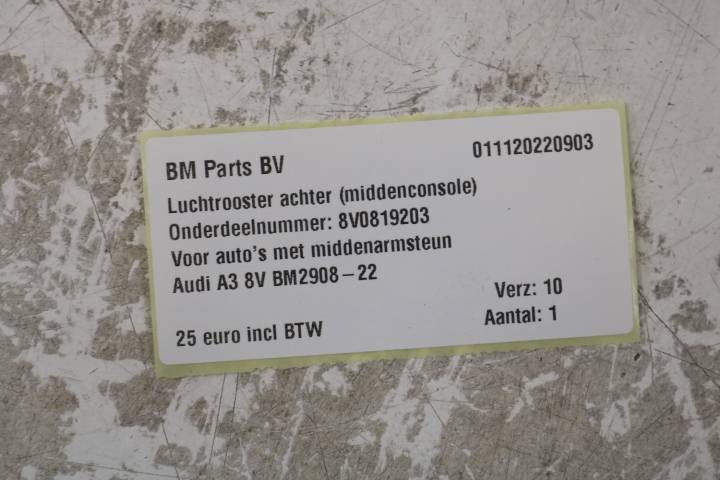 BM Parts BV
011120220903
Luchtrooster achter (middenconsole)
Onderdeelnummer: 8V0819203
Voor auto's met middenarmsteun
Audi A3 8V BM2908-22
Verz: 10
25 euro incl BTW
Aantal: 1